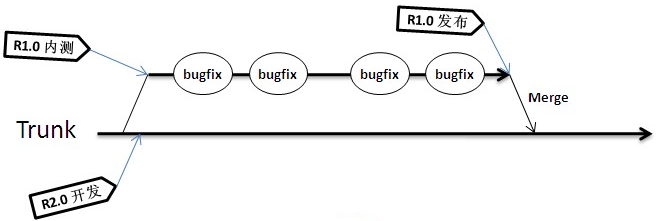 R1.0 发布
R1.0 内测
bugfix
bugfix
bugfix
bugfix
Merge
Trunk
R2.0 开发